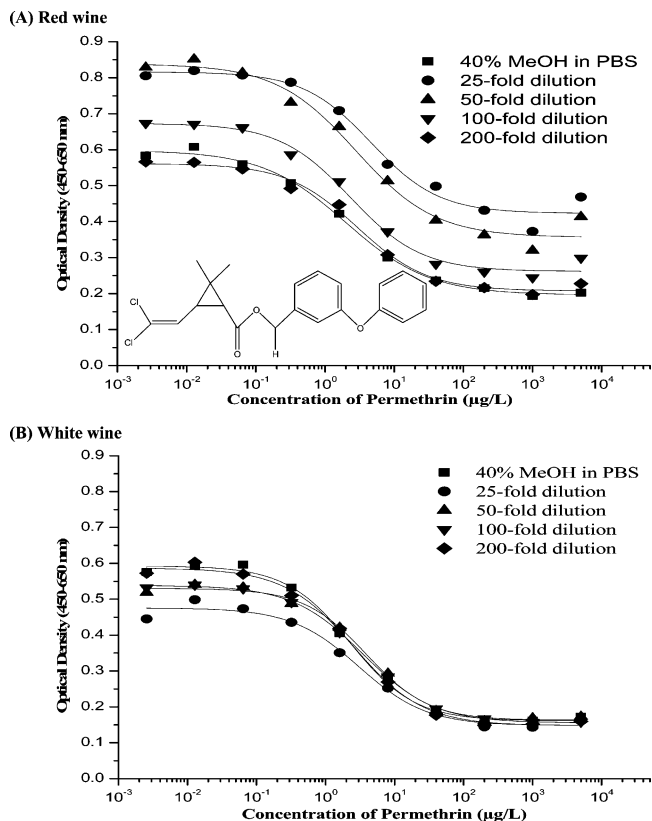 (A) Red wine
0.9
0.8
0.7
0.6
0.5
0.4
0.3
0.2
0.1
0.0
Optical Density (450-650 nm)
40% MeOH in PBS
25-fold dilution
50-fold dilution
100-fold dilution
200-fold dilution
Cl
Cl
O
O
H
O
10⁻³ 10⁻² 10⁻¹ 10⁰ 10¹ 10² 10³ 10⁴ 10⁵
Concentration of Permethrin (µg/L)
(B) White wine
0.9
0.8
0.7
0.6
0.5
0.4
0.3
0.2
0.1
0.0
Optical Density (450-650 nm)
40% MeOH in PBS
25-fold dilution
50-fold dilution
100-fold dilution
200-fold dilution
10⁻³ 10⁻² 10⁻¹ 10⁰ 10¹ 10² 10³ 10⁴ 10⁵
Concentration of Permethrin (µg/L)